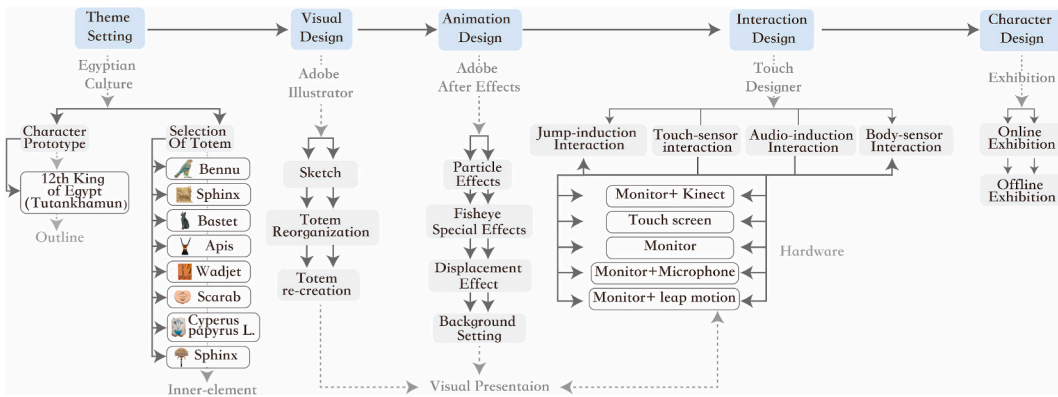 Theme
Setting
Visual
Design
Animation
Design
Interaction
Design
Character
Design
Egyptian
Culture
Adobe
Illustrator
Adobe
After Effects
Touch
Designer
Exhibition
Character
Prototype
12th King
of Egypt
(Tutankhamun)
Outline
Selection
Of Totem
Bennu
Sphinx
Bastet
Apis
Wadjet
Scarab
Cyperus
papyrus L.
Sphinx
Inner-element
Sketch
Totem
Reorganization
Totem
re-creation
Particle
Effects
Fisheye
Special Effects
Displacement
Effect
Background
Setting
Visual Presentaion
Jump-induction
Interaction
Touch-sensor
interaction
Audio-induction
Interaction
Body-sensor
Interaction
Monitor+ Kinect
Touch screen
Monitor
Monitor+Microphone
Monitor+ leap motion
Hardware
Online
Exhibition
Offline
Exhibition